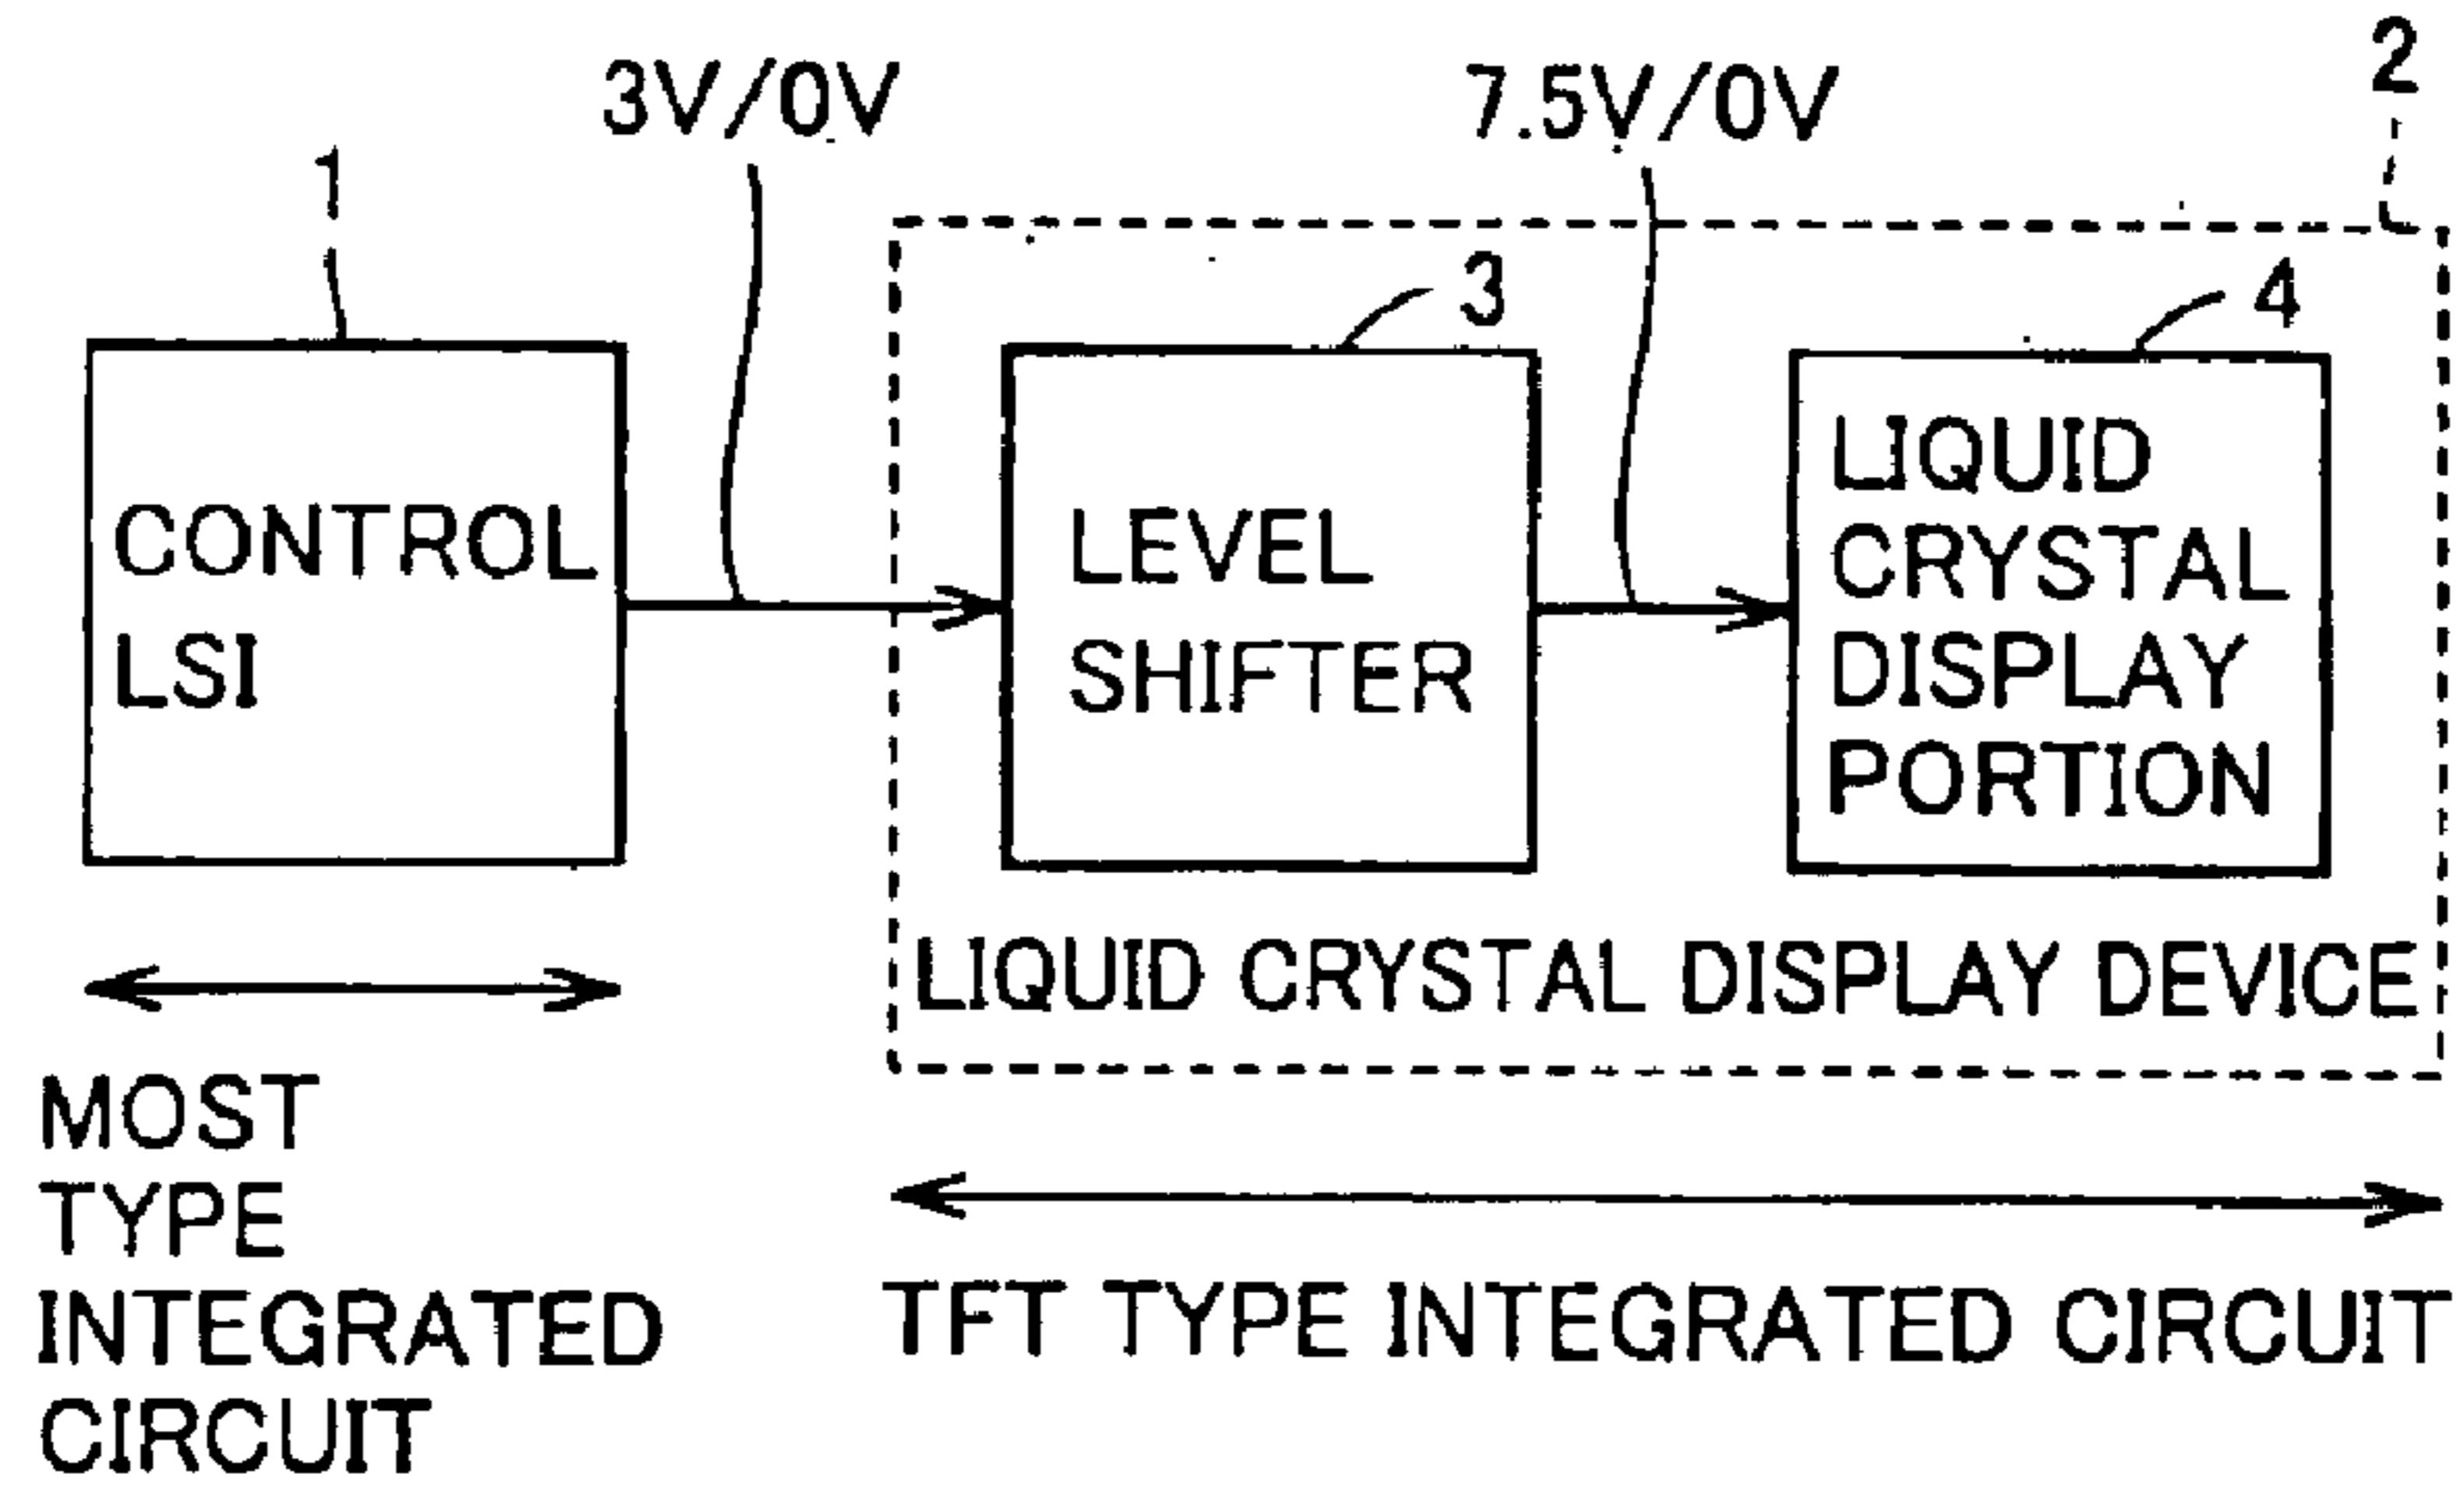 2
3V/0V
7.5V/0V
1
3
4
CONTROL
LSI
LEVEL
SHIFTER
LIQUID
CRYSTAL
DISPLAY
PORTION
LIQUID CRYSTAL DISPLAY DEVICE
MOST
TYPE
INTEGRATED
CIRCUIT
TFT TYPE INTEGRATED CIRCUIT